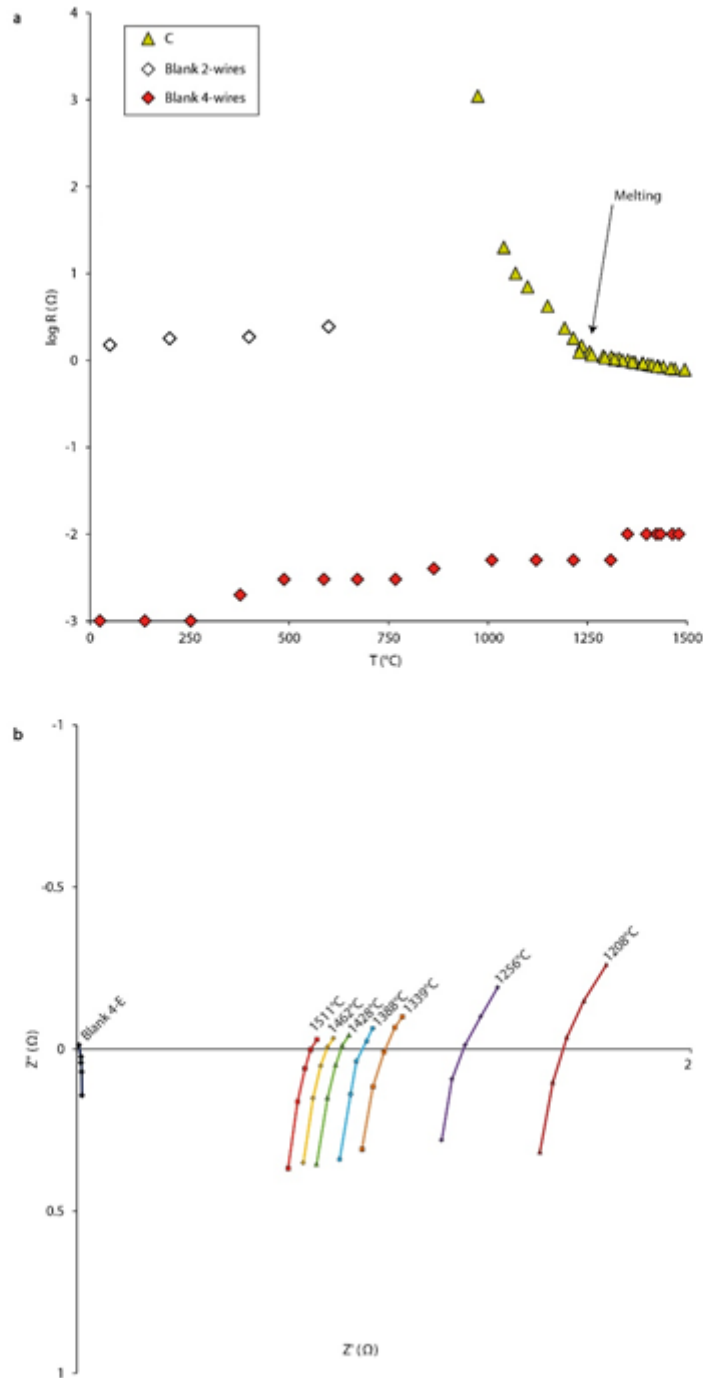 a
4
C
Blank 2-wires
Blank 4-wires
3
Melting
2
1
log R (Ω)
0
-1
-2
-3
0 250 500 750 1000 1250 1500
T (°C)
b
-1
-0.5
Blank 4-E
1511°C
1462°C
1428°C
1388°C
1339°C
1256°C
1208°C
Z'' (Ω)
0
2
0.5
Z' (Ω)
1